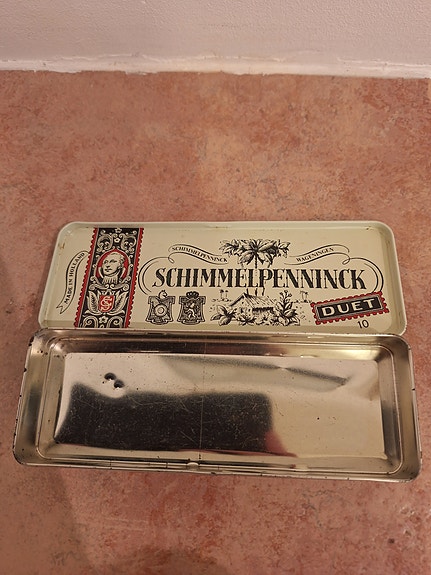 MADE IN HOLLAND
SCHIMMELPENNINCK WAGENINGEN
SCHIMMELPENNINCK
DUET
10